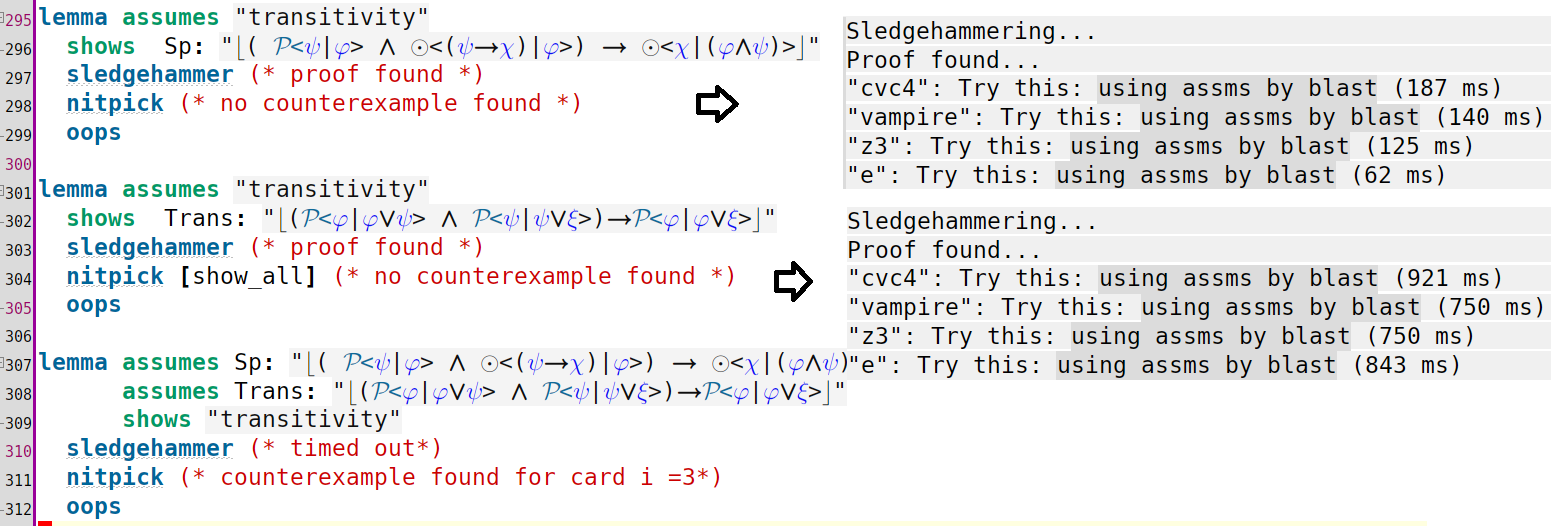 295 lemma assumes "transitivity"
296 shows Sp: "⌊( 𝒫<ψ|φ> ∧ ⊙<(ψ→χ)|φ>) → ⊙<χ|(φ∧ψ)>⌋"
297 sledgehammer (* proof found *)
298 nitpick (* no counterexample found *)
299 oops
300
301 lemma assumes "transitivity"
302 shows Trans: "⌊(𝒫<φ|φ∨ψ> ∧ 𝒫<ψ|ψ∨ξ>)→𝒫<φ|φ∨ξ>⌋"
303 sledgehammer (* proof found *)
304 nitpick [show_all] (* no counterexample found *)
305 oops
306
307 lemma assumes Sp: "⌊( 𝒫<ψ|φ> ∧ ⊙<(ψ→χ)|φ>) → ⊙<χ|(φ∧ψ)
308 assumes Trans: "⌊(𝒫<φ|φ∨ψ> ∧ 𝒫<ψ|ψ∨ξ>)→𝒫<φ|φ∨ξ>⌋"
309 shows "transitivity"
310 sledgehammer (* timed out*)
311 nitpick (* counterexample found for card i =3*)
312 oops
Sledgehammering...
Proof found...
"cvc4": Try this: using assms by blast (187 ms)
"vampire": Try this: using assms by blast (140 ms)
"z3": Try this: using assms by blast (125 ms)
"e": Try this: using assms by blast (62 ms)
Sledgehammering...
Proof found...
"cvc4": Try this: using assms by blast (921 ms)
"vampire": Try this: using assms by blast (750 ms)
"z3": Try this: using assms by blast (750 ms)
"e": Try this: using assms by blast (843 ms)